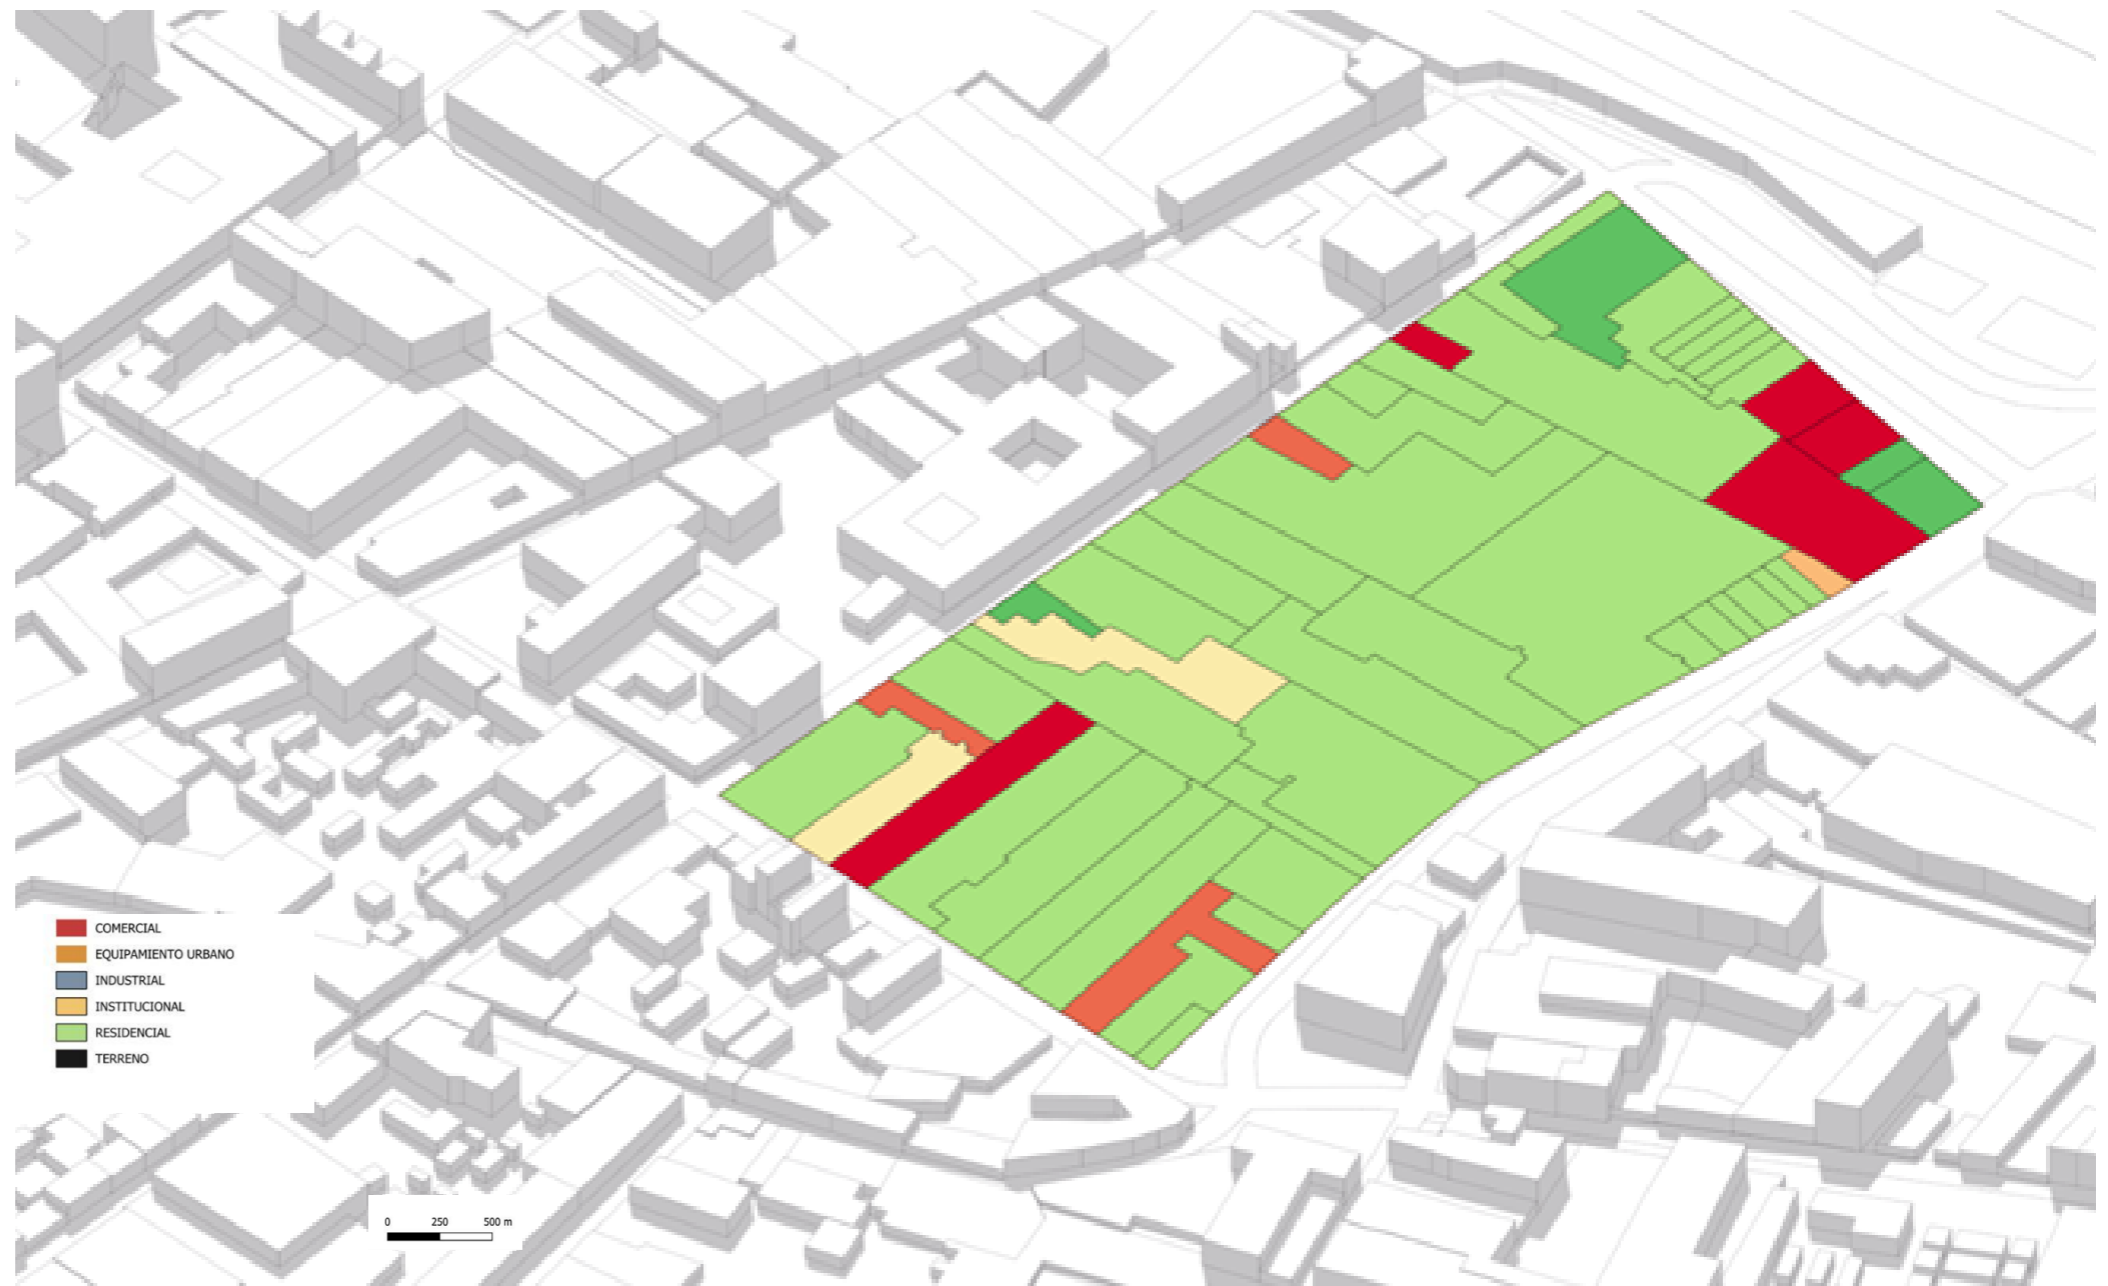 COMERCIAL
EQUIPAMIENTO URBANO
INDUSTRIAL
INSTITUCIONAL
RESIDENCIAL
TERRENO
0 250 500 m